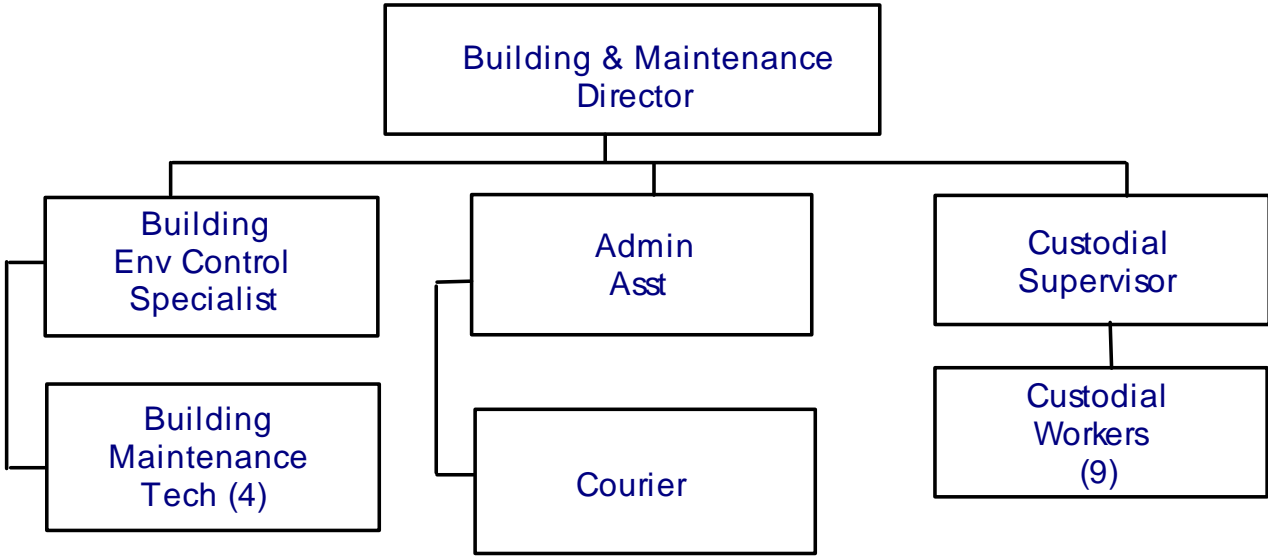 Building & Maintenance
Director
Building
Env Control
Specialist
Admin
Asst
Custodial
Supervisor
Building
Maintenance
Tech (4)
Courier
Custodial
Workers
(9)